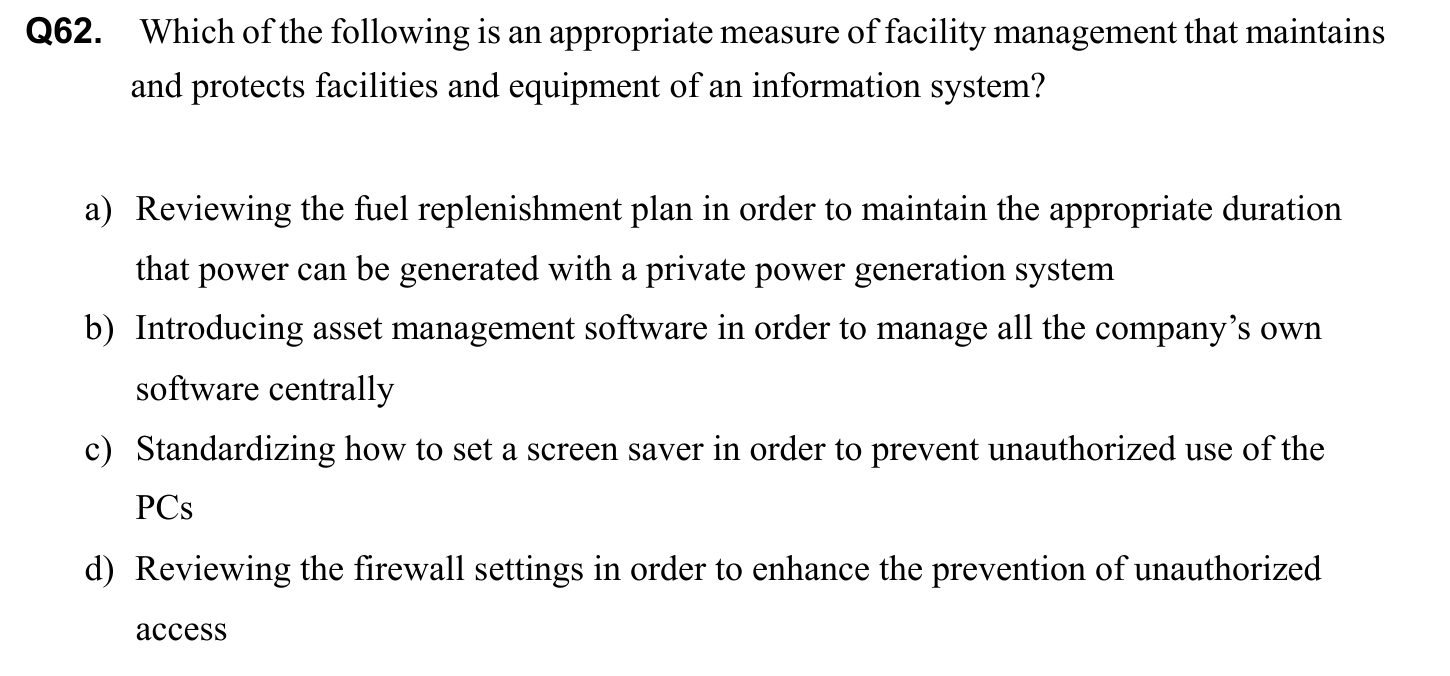 Q62. Which of the following is an appropriate measure of facility management that maintains
and protects facilities and equipment of an information system?
a) Reviewing the fuel replenishment plan in order to maintain the appropriate duration
that power can be generated with a private power generation system
b) Introducing asset management software in order to manage all the company’s own
software centrally
c) Standardizing how to set a screen saver in order to prevent unauthorized use of the
PCs
d) Reviewing the firewall settings in order to enhance the prevention of unauthorized
access